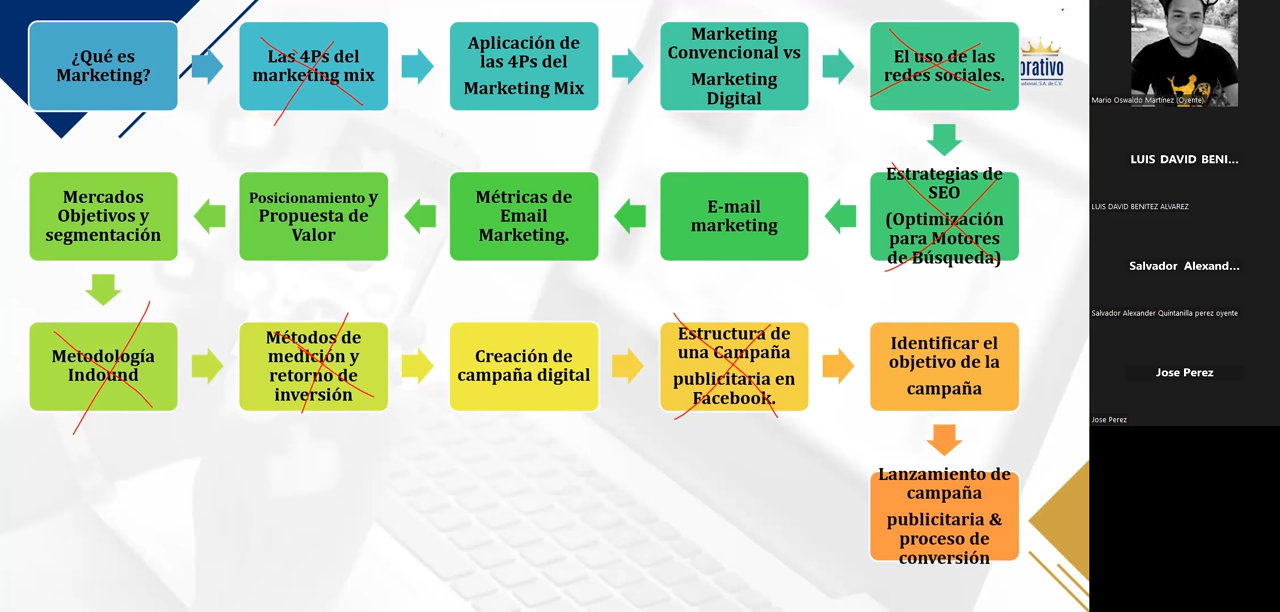 ¿Qué es
Marketing?
Las 4Ps del
marketing mix
Aplicación de
las 4Ps del
Marketing Mix
Marketing
Convencional vs
Marketing
Digital
El uso de las
redes sociales.
orativo
national, S.A. de C.V.
Estrategias de
SEO
(Optimización
para Motores
de Búsqueda)
E-mail
marketing
Métricas de
Email
Marketing.
Posicionamiento y
Propuesta de
Valor
Mercados
Objetivos y
segmentación
Metodología
Indound
Métodos de
medición y
retorno de
inversión
Creación de
campaña digital
Estructura de
una Campaña
publicitaria en
Facebook.
Identificar el
objetivo de la
campaña
Lanzamiento de
campaña
publicitaria &
proceso de
conversión
Mario Oswaldo Martínez (Oyente)
LUIS DAVID BENI...
LUIS DAVID BENITEZ ALVAREZ
Salvador Alexand...
Salvador Alexander Quintanilla perez oyente
Jose Perez
Jose Perez